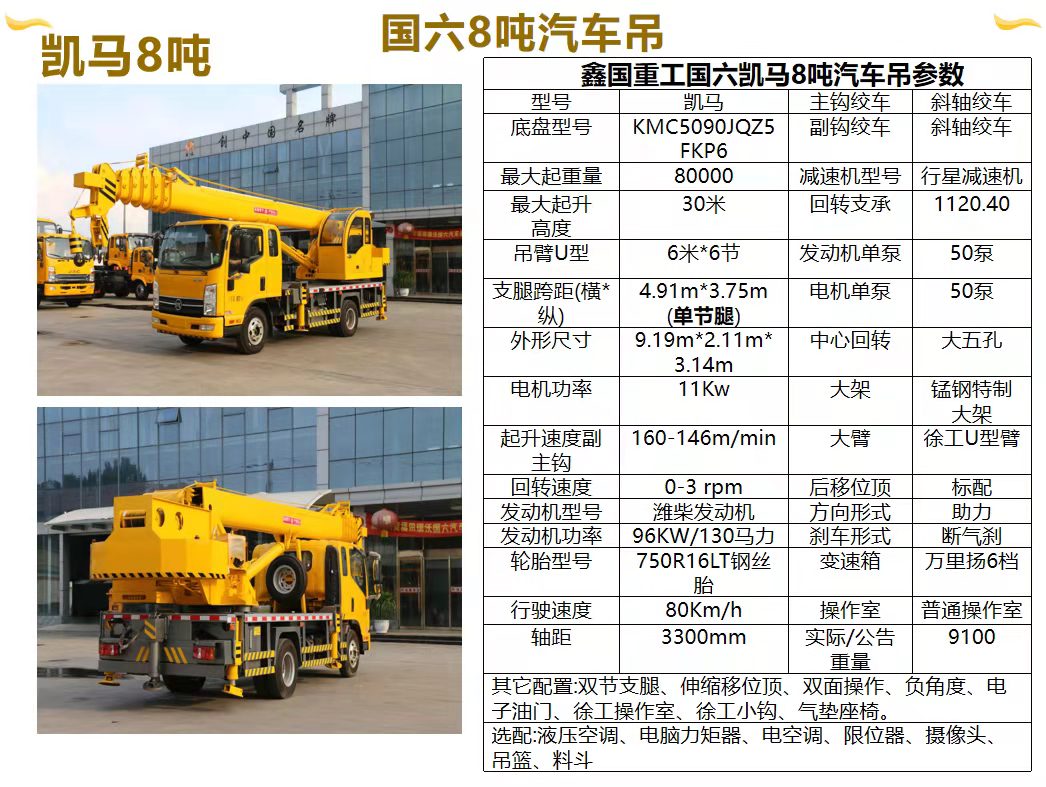 国六8吨汽车吊
凯马8吨
创中国名牌
鑫国重工国六凯马8吨汽车吊参数
型号 凯马 主钩绞车 斜轴绞车
底盘型号 KMC5090JQZ5 副钩绞车 斜轴绞车
FKP6
最大起重量 80000 减速机型号 行星减速机
最大起升 30米 回转支承 1120.40
高度
吊臂U型 6米*6节 发动机单泵 50泵
支腿跨距(横* 4.91m*3.75m 电机单泵 50泵
纵) (单节腿)
外形尺寸 9.19m*2.11m* 中心回转 大五孔
3.14m
电机功率 11Kw 大架 锰钢特制
大架
起升速度副 160-146m/min 大臂 徐工U型臂
主钩
回转速度 0-3 rpm 后移位顶 标配
发动机型号 潍柴发动机 方向形式 助力
发动机功率 96KW/130马力 刹车形式 断气刹
轮胎型号 750R16LT钢丝 变速箱 万里扬6档
胎
行驶速度 80Km/h 操作室 普通操作室
轴距 3300mm 实际/公告 9100
重量
其它配置:双节支腿、伸缩移位顶、双面操作、负角度、电
子油门、徐工操作室、徐工小钩、气垫座椅。
选配:液压空调、电脑力矩器、电空调、限位器、摄像头、
吊篮、料斗